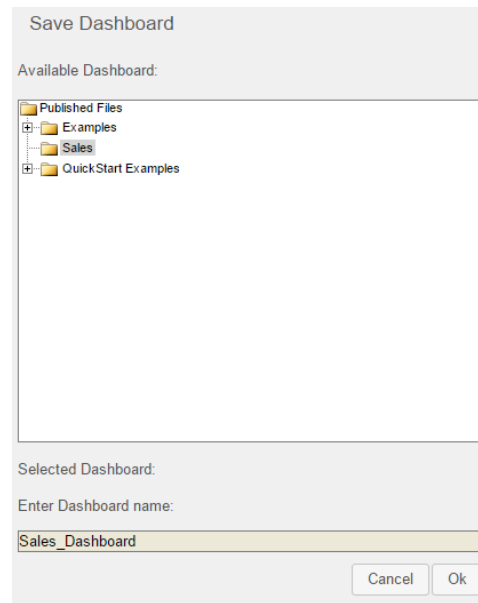 Save Dashboard
Available Dashboard:
Published Files
Examples
Sales
QuickStart Examples
Selected Dashboard:
Enter Dashboard name:
Sales_Dashboard
Cancel Ok